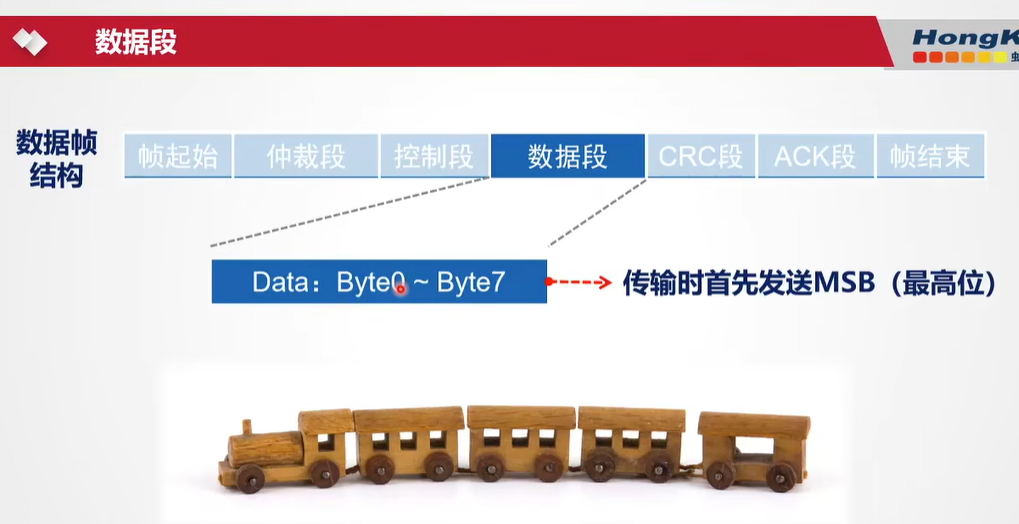 数据段
HongK
虹
数据帧
结构
帧起始 仲裁段 控制段 数据段 CRC段 ACK段 帧结束
Data：Byte0 ~ Byte7
传输时首先发送MSB（最高位）